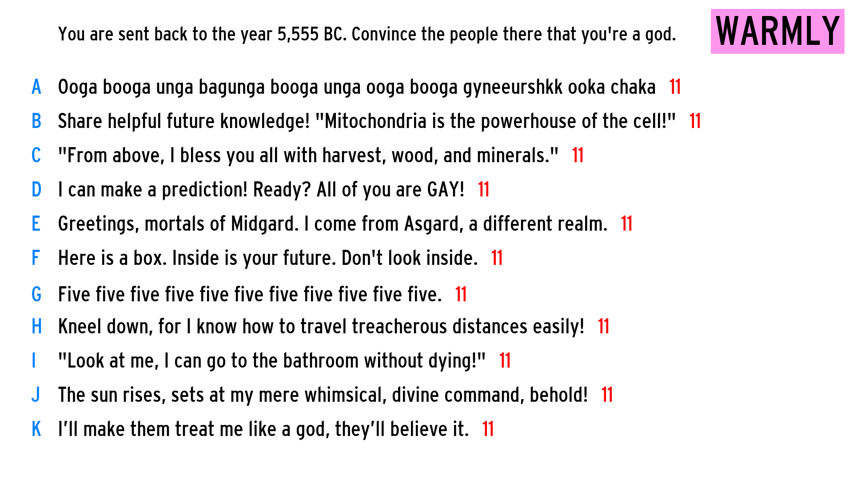 You are sent back to the year 5,555 BC. Convince the people there that you're a god.
WARMLY
A Ooga booga unga bagunga booga unga ooga booga gyneeurshkk ooka chaka 11
B Share helpful future knowledge! "Mitochondria is the powerhouse of the cell!" 11
C "From above, I bless you all with harvest, wood, and minerals." 11
D I can make a prediction! Ready? All of you are GAY! 11
E Greetings, mortals of Midgard. I come from Asgard, a different realm. 11
F Here is a box. Inside is your future. Don't look inside. 11
G Five five five five five five five five five five five. 11
H Kneel down, for I know how to travel treacherous distances easily! 11
I "Look at me, I can go to the bathroom without dying!" 11
J The sun rises, sets at my mere whimsical, divine command, behold! 11
K I’ll make them treat me like a god, they’ll believe it. 11